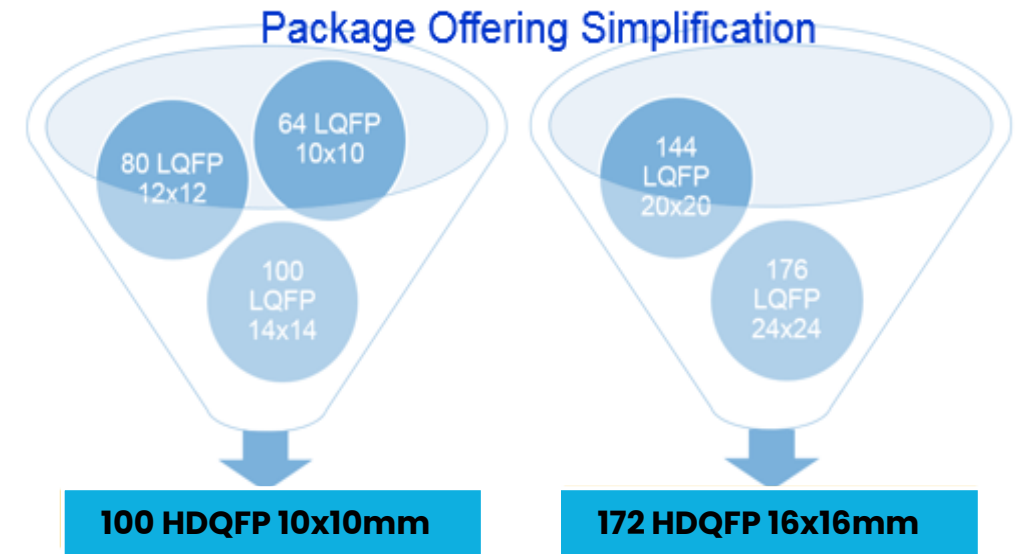 Package Offering Simplification
80 LQFP
12x12
64 LQFP
10x10
100
LQFP
14x14
100 HDQFP 10x10mm
144
LQFP
20x20
176
LQFP
24x24
172 HDQFP 16x16mm